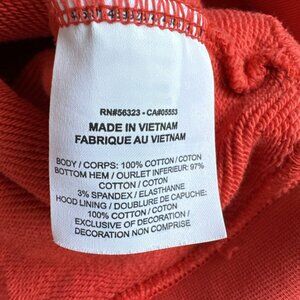 RN#56323 - CA#05553
MADE IN VIETNAM
FABRIQUE AU VIETNAM
BODY / CORPS: 100% COTTON / COTON
BOTTOM HEM / OURLET INFERIEUR: 97%
COTTON / COTON
3% SPANDEX / ELASTHANNE
HOOD LINING / DOUBLURE DE CAPUCHE:
100% COTTON / COTON
EXCLUSIVE OF DECORATION /
DECORATION NON COMPRISE